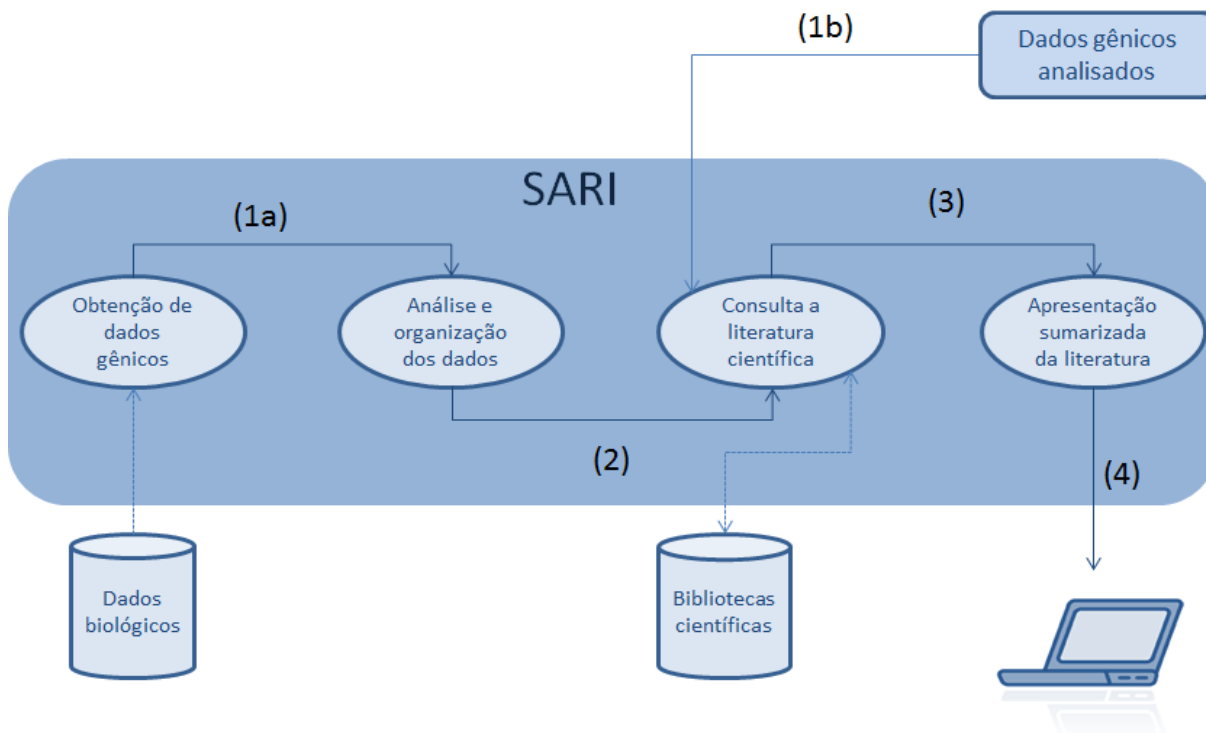 (1b)
Dados gênicos
analisados
SARI
(1a)
(3)
Obtenção de
dados
gênicos
Análise e
organização
dos dados
Consulta a
literatura
científica
Apresentação
sumarizada
da literatura
(2)
(4)
Dados
biológicos
Bibliotecas
científicas